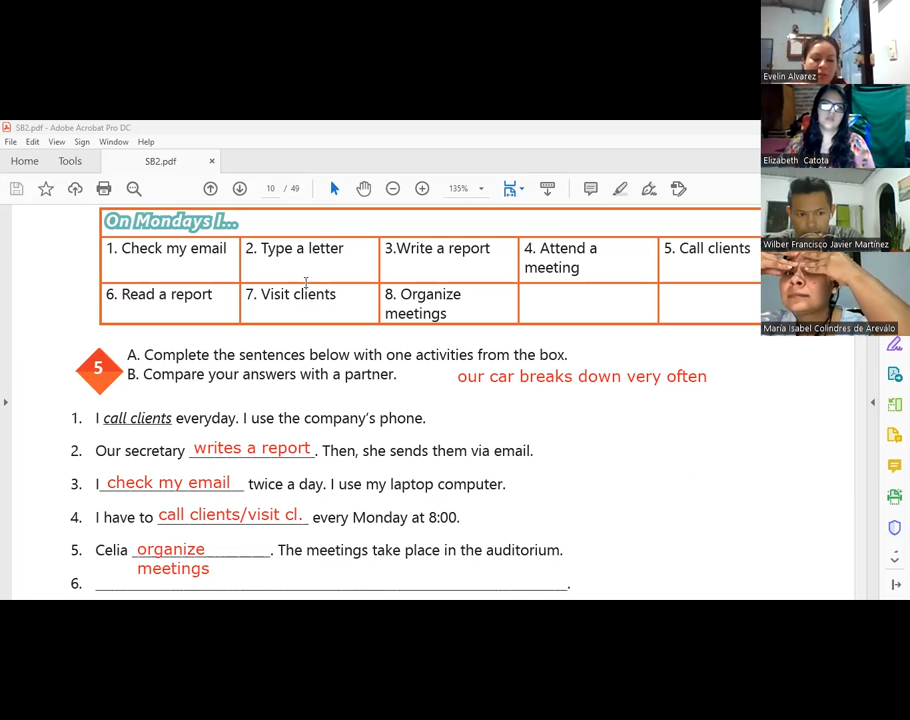 Evelin Alvarez
SB2.pdf - Adobe Acrobat Pro DC
File Edit View Sign Window Help
Home Tools SB2.pdf ×
10 / 49 135%
Elizabeth Catota
Wilber Francisco Javier Martínez
María Isabel Colindres de Areválo
On Mondays I...
1. Check my email 2. Type a letter 3.Write a report 4. Attend a meeting 5. Call clients
6. Read a report 7. Visit clients 8. Organize meetings
5
A. Complete the sentences below with one activities from the box.
B. Compare your answers with a partner.
our car breaks down very often
1. I call clients everyday. I use the company's phone.
2. Our secretary writes a report. Then, she sends them via email.
3. I check my email twice a day. I use my laptop computer.
4. I have to call clients/visit cl. every Monday at 8:00.
5. Celia organize meetings. The meetings take place in the auditorium.
6. .